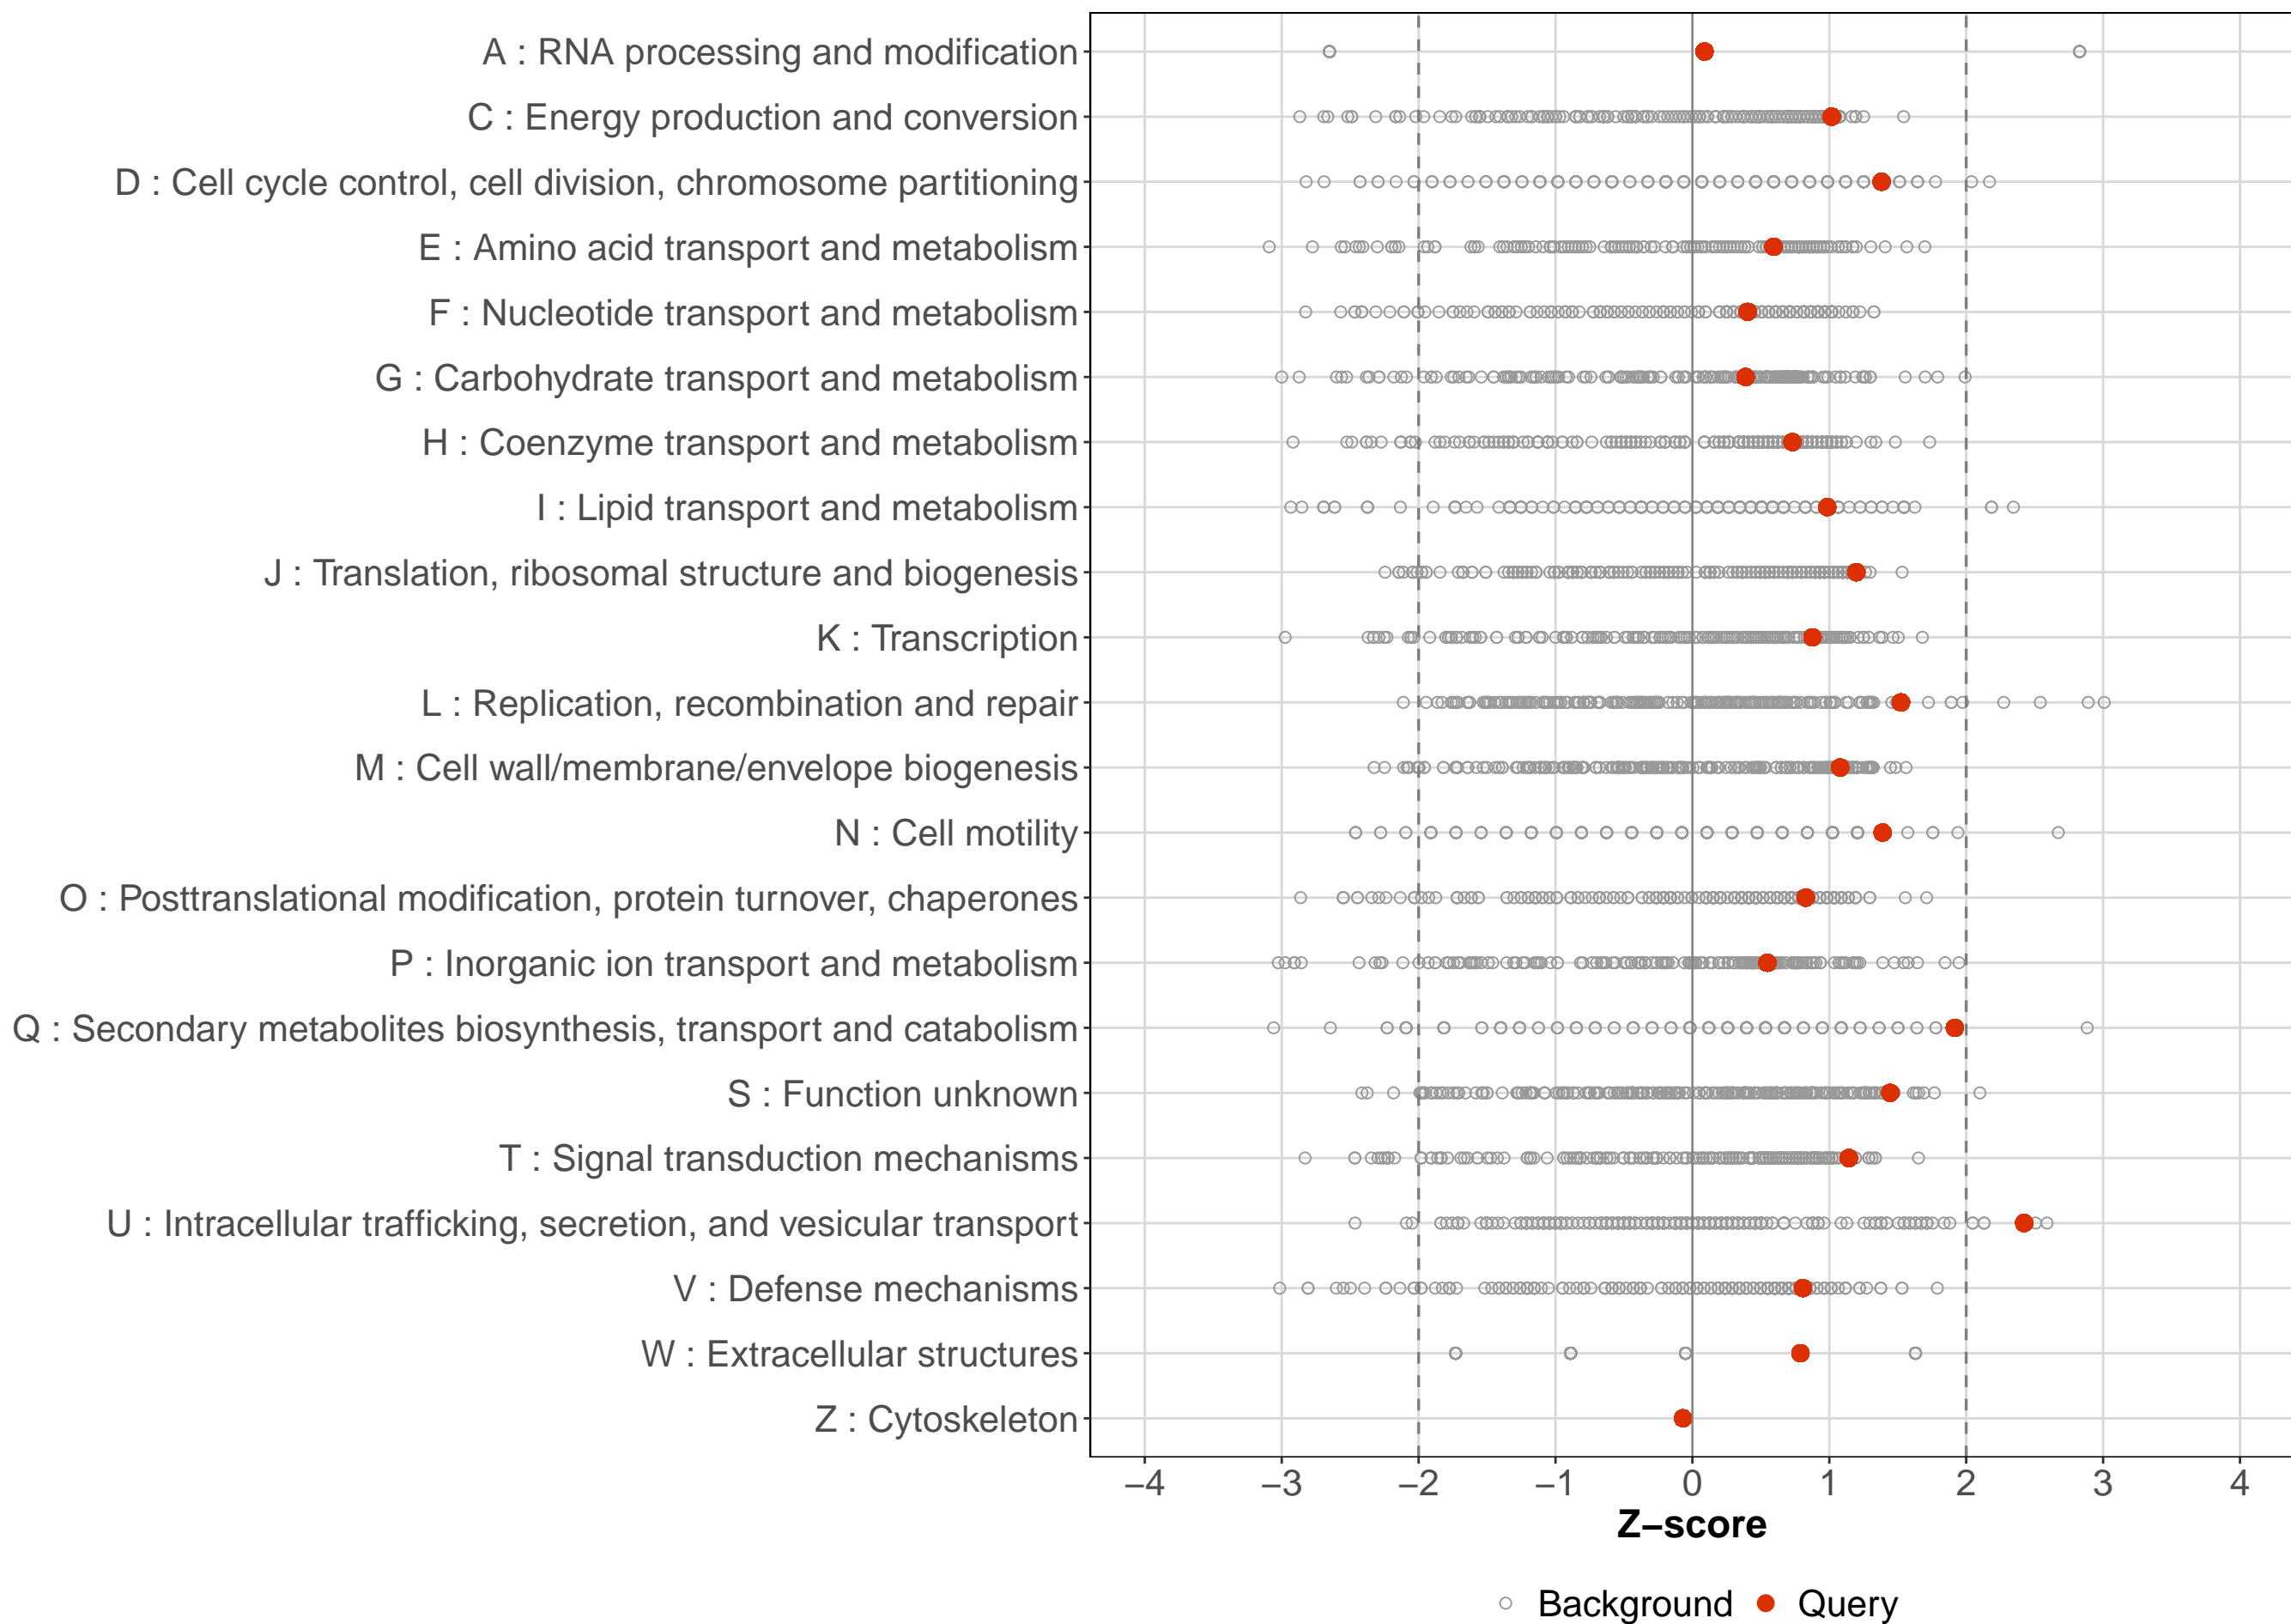 A : RNA processing and modification
C : Energy production and conversion
D : Cell cycle control, cell division, chromosome partitioning
E : Amino acid transport and metabolism
F : Nucleotide transport and metabolism
G : Carbohydrate transport and metabolism
H : Coenzyme transport and metabolism
I : Lipid transport and metabolism
J : Translation, ribosomal structure and biogenesis
K : Transcription
L : Replication, recombination and repair
M : Cell wall/membrane/envelope biogenesis
N : Cell motility
O : Posttranslational modification, protein turnover, chaperones
P : Inorganic ion transport and metabolism
Q : Secondary metabolites biosynthesis, transport and catabolism
S : Function unknown
T : Signal transduction mechanisms
U : Intracellular trafficking, secretion, and vesicular transport
V : Defense mechanisms
W : Extracellular structures
Z : Cytoskeleton
−4 −3 −2 −1 0 1 2 3 4
Z−score
Background Query